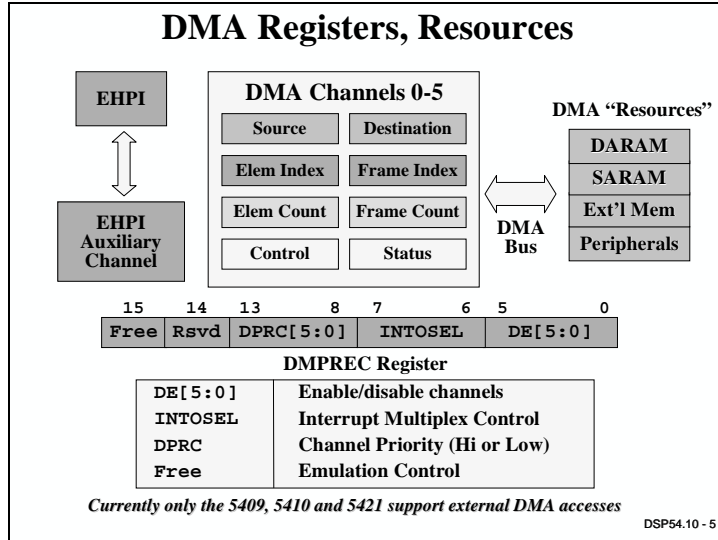 DMA Registers, Resources
EHPI
EHPI
Auxiliary
Channel
DMA Channels 0-5
Source Destination
Elem Index Frame Index
Elem Count Frame Count
Control Status
DMA
Bus
DMA “Resources”
DARAM
SARAM
Ext'l Mem
Peripherals
15 14 13 8 7 6 5 0
Free Rsvd DPRC[5:0] INTOSEL DE[5:0]
DMPREC Register
DE[5:0] Enable/disable channels
INTOSEL Interrupt Multiplex Control
DPRC Channel Priority (Hi or Low)
Free Emulation Control
Currently only the 5409, 5410 and 5421 support external DMA accesses
DSP54.10 - 5